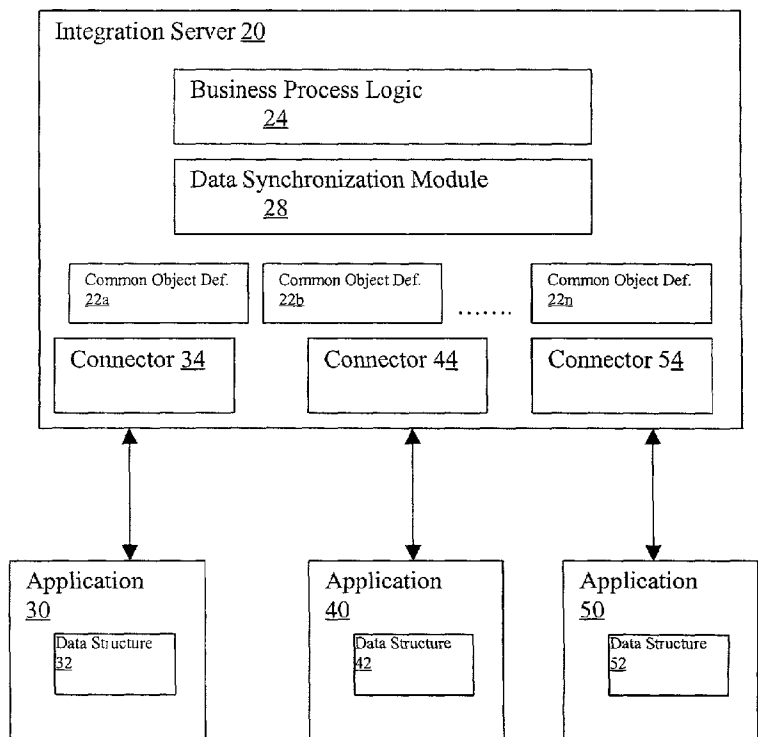 Integration Server 20
Business Process Logic
24
Data Synchronization Module
28
Common Object Def.
22a
Common Object Def.
22b
.......
Common Object Def.
22n
Connector 34
Connector 44
Connector 54
Application
30
Data Structure
32
Application
40
Data Structure
42
Application
50
Data Structure
52